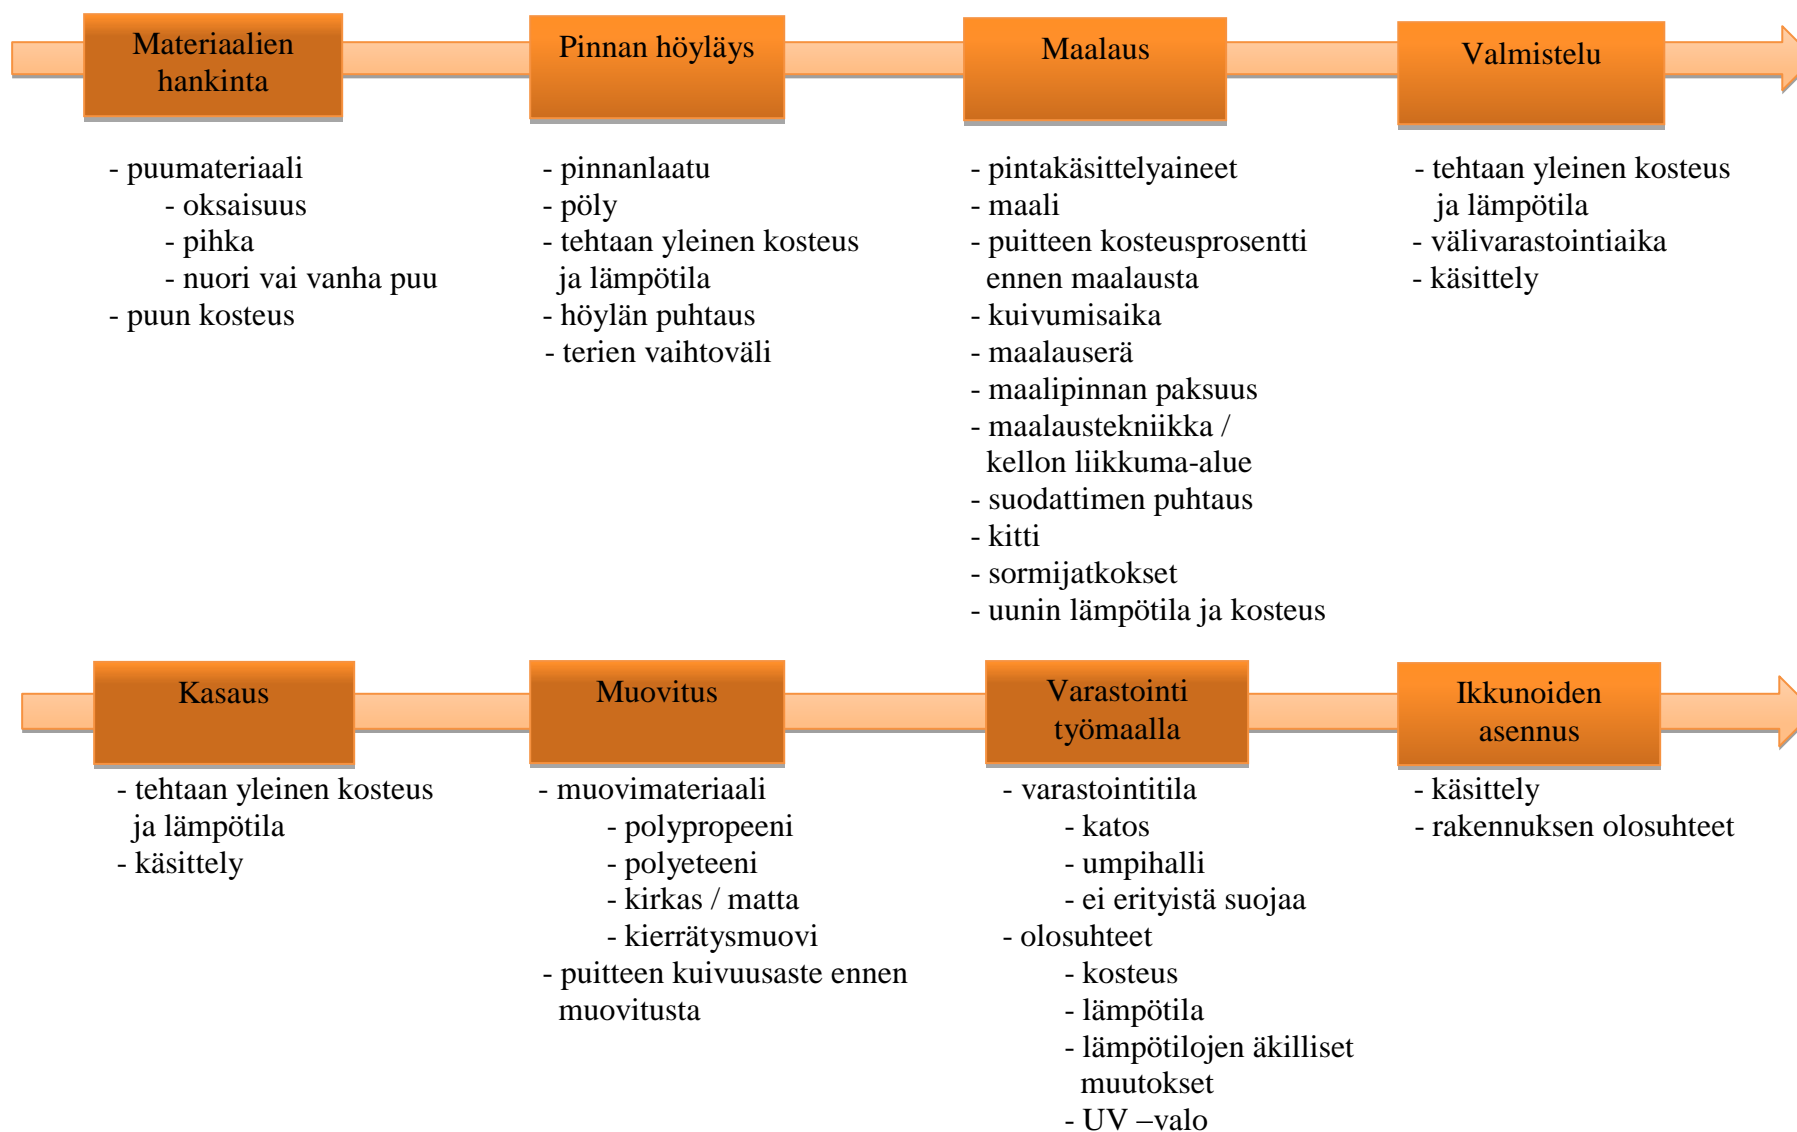 Materiaalien
hankinta
Pinnan höyläys
Maalaus
Valmistelu
- puumateriaali
- oksaisuus
- pihka
- nuori vai vanha puu
- puun kosteus
- pinnanlaatu
- pöly
- tehtaan yleinen kosteus
ja lämpötila
- höylän puhtaus
- terien vaihtoväli
- pintakäsittelyaineet
- maali
- puitteen kosteusprosentti
ennen maalausta
- kuivumisaika
- maalauserä
- maalipinnan paksuus
- maalaustekniikka /
kellon liikkuma-alue
- suodattimen puhtaus
- kitti
- sormijatkokset
- uunin lämpötila ja kosteus
- tehtaan yleinen kosteus
ja lämpötila
- välivarastointiaika
- käsittely
Kasaus
Muovitus
Varastointi
työmaalla
Ikkunoiden
asennus
- tehtaan yleinen kosteus
ja lämpötila
- käsittely
- muovimateriaali
- polypropeeni
- polyeteeni
- kirkas / matta
- kierrätysmuovi
- puitteen kuivuusaste ennen
muovitusta
- varastointitila
- katos
- umpihalli
- ei erityistä suojaa
- olosuhteet
- kosteus
- lämpötila
- lämpötilojen äkilliset
muutokset
- UV –valo
- käsittely
- rakennuksen olosuhteet